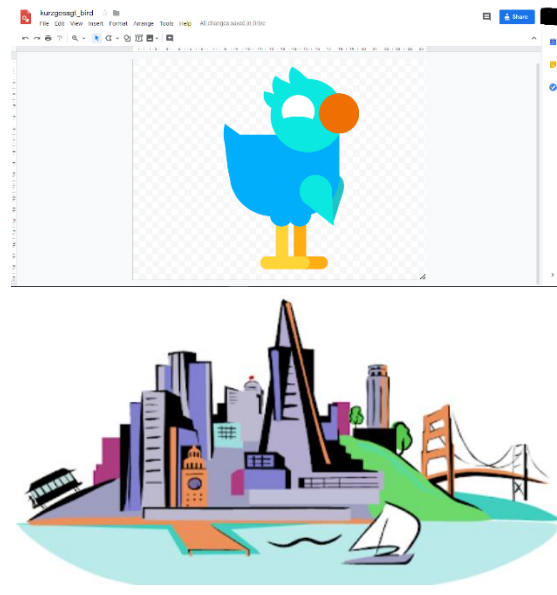 kurzgesagt_bird
File Edit View Insert Format Arrange Tools Help All changes saved in Drive
Share